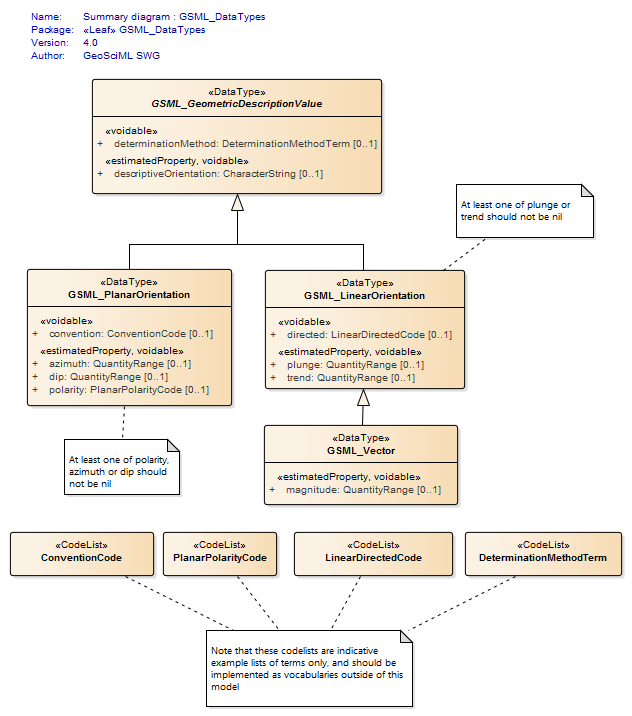 Name: Summary diagram : GSML_DataTypes
Package: «Leaf» GSML_DataTypes
Version: 4.0
Author: GeoSciML SWG
«DataType»
GSML_GeometricDescriptionValue
«voidable»
+ determinationMethod: DeterminationMethodTerm [0..1]
«estimatedProperty, voidable»
+ descriptiveOrientation: CharacterString [0..1]
At least one of plunge or
trend should not be nil
«DataType»
GSML_PlanarOrientation
«voidable»
+ convention: ConventionCode [0..1]
«estimatedProperty, voidable»
+ azimuth: QuantityRange [0..1]
+ dip: QuantityRange [0..1]
+ polarity: PlanarPolarityCode [0..1]
«DataType»
GSML_LinearOrientation
«voidable»
+ directed: LinearDirectedCode [0..1]
«estimatedProperty, voidable»
+ plunge: QuantityRange [0..1]
+ trend: QuantityRange [0..1]
At least one of polarity,
azimuth or dip should
not be nil
«DataType»
GSML_Vector
«estimatedProperty, voidable»
+ magnitude: QuantityRange [0..1]
«CodeList»
ConventionCode
«CodeList»
PlanarPolarityCode
«CodeList»
LinearDirectedCode
«CodeList»
DeterminationMethodTerm
Note that these codelists are indicative
example lists of terms only, and should be
implemented as vocabularies outside of this
model